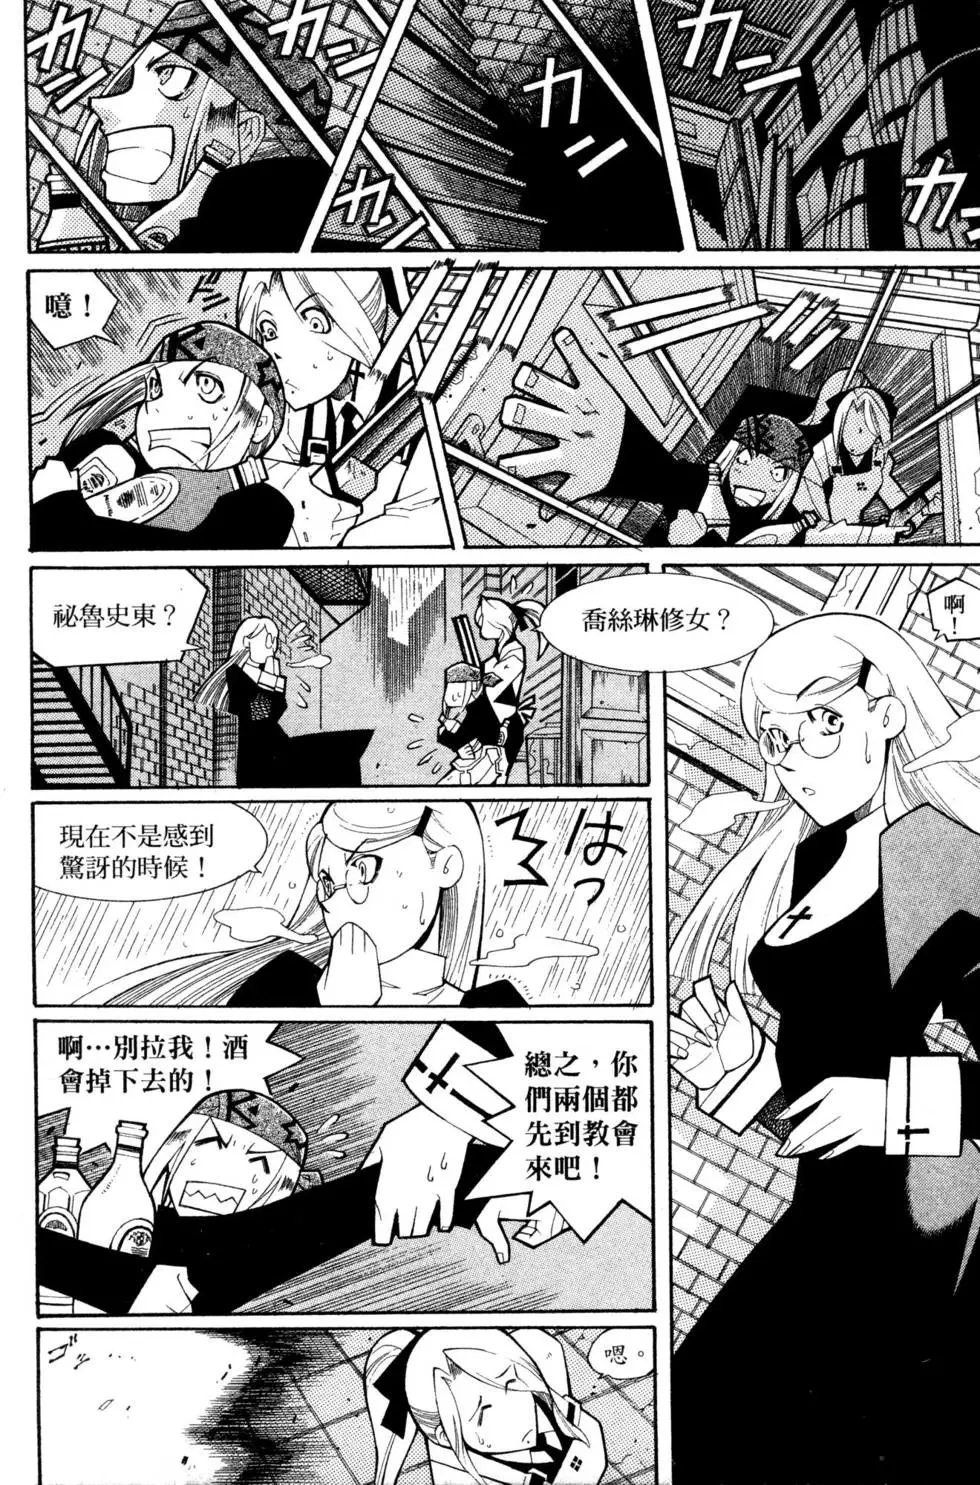 カン
カン
カン
カン
カン
ドン
噫！
啊！
喬絲琳修女？
祕魯史東？
はっ
現在不是感到
驚訝的時候！
總之，你
們兩個都
先到教會
來吧！
啊…別拉我！酒
會掉下去的！
嗯。
ゴ